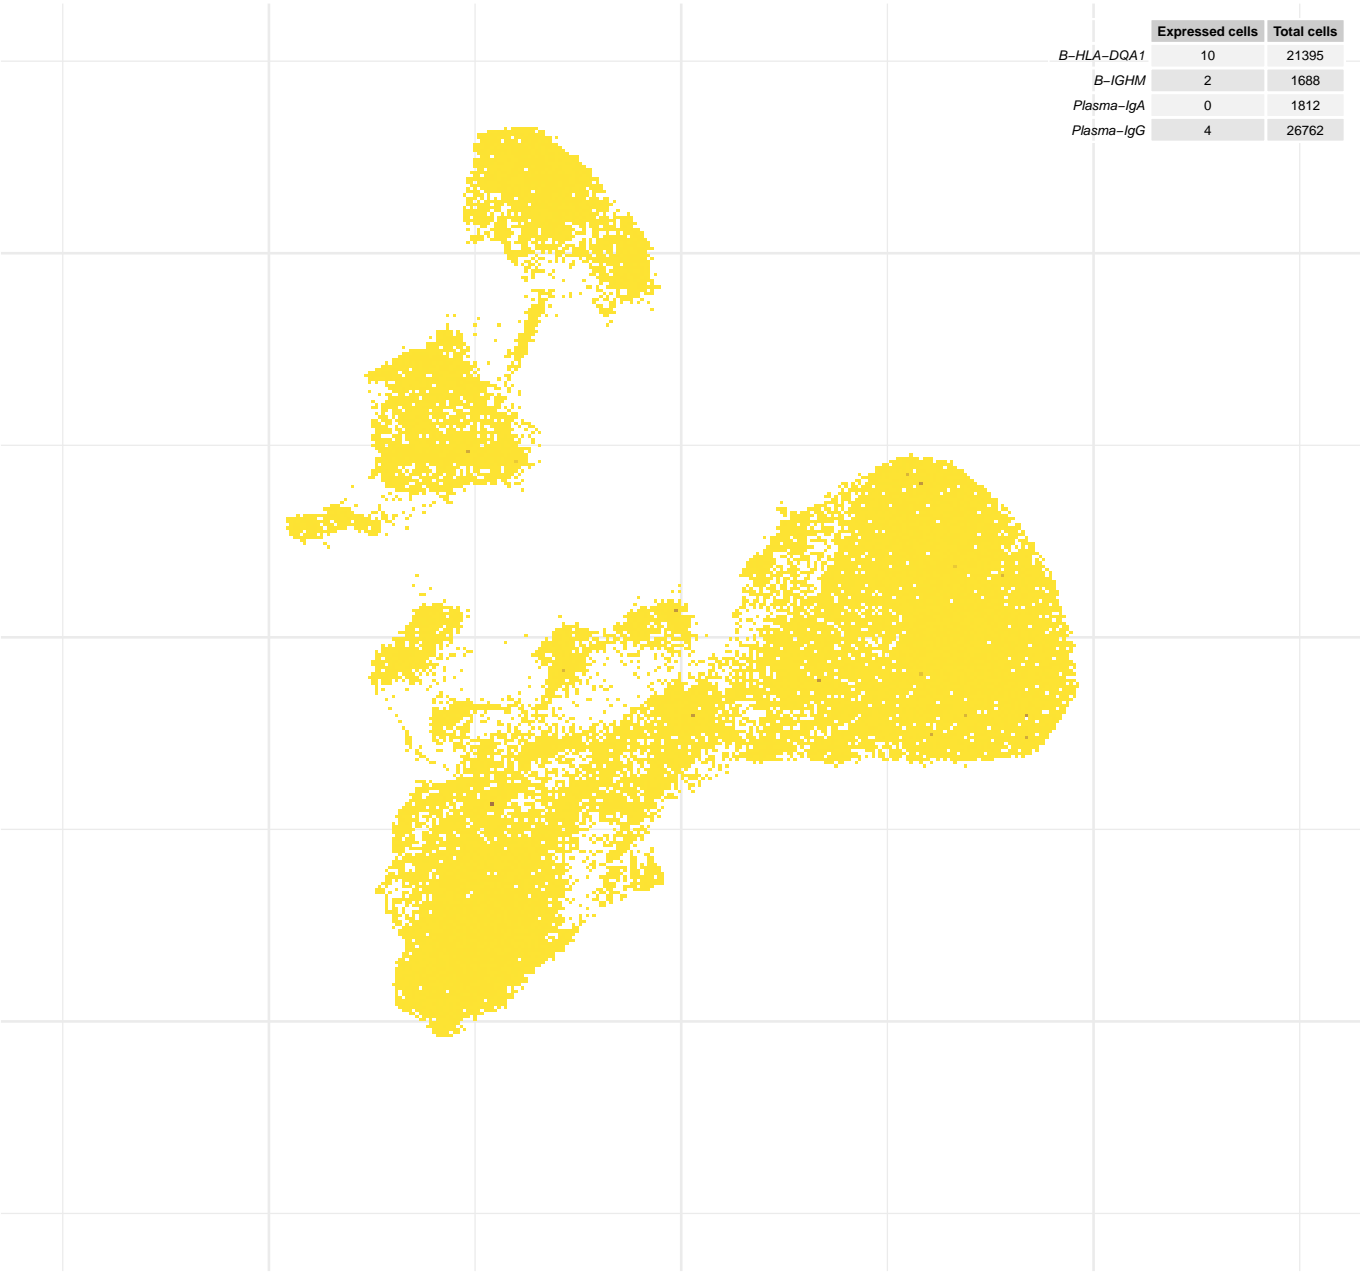 Expressed cells Total cells
B−HLA−DQA1 10 21395
B−IGHM 2 1688
Plasma−IgA 0 1812
Plasma−IgG 4 26762